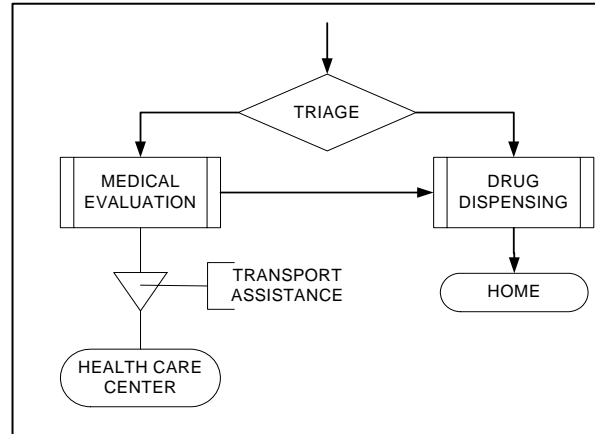 TRIAGE
MEDICAL
EVALUATION
DRUG
DISPENSING
TRANSPORT
ASSISTANCE
HOME
HEALTH CARE
CENTER